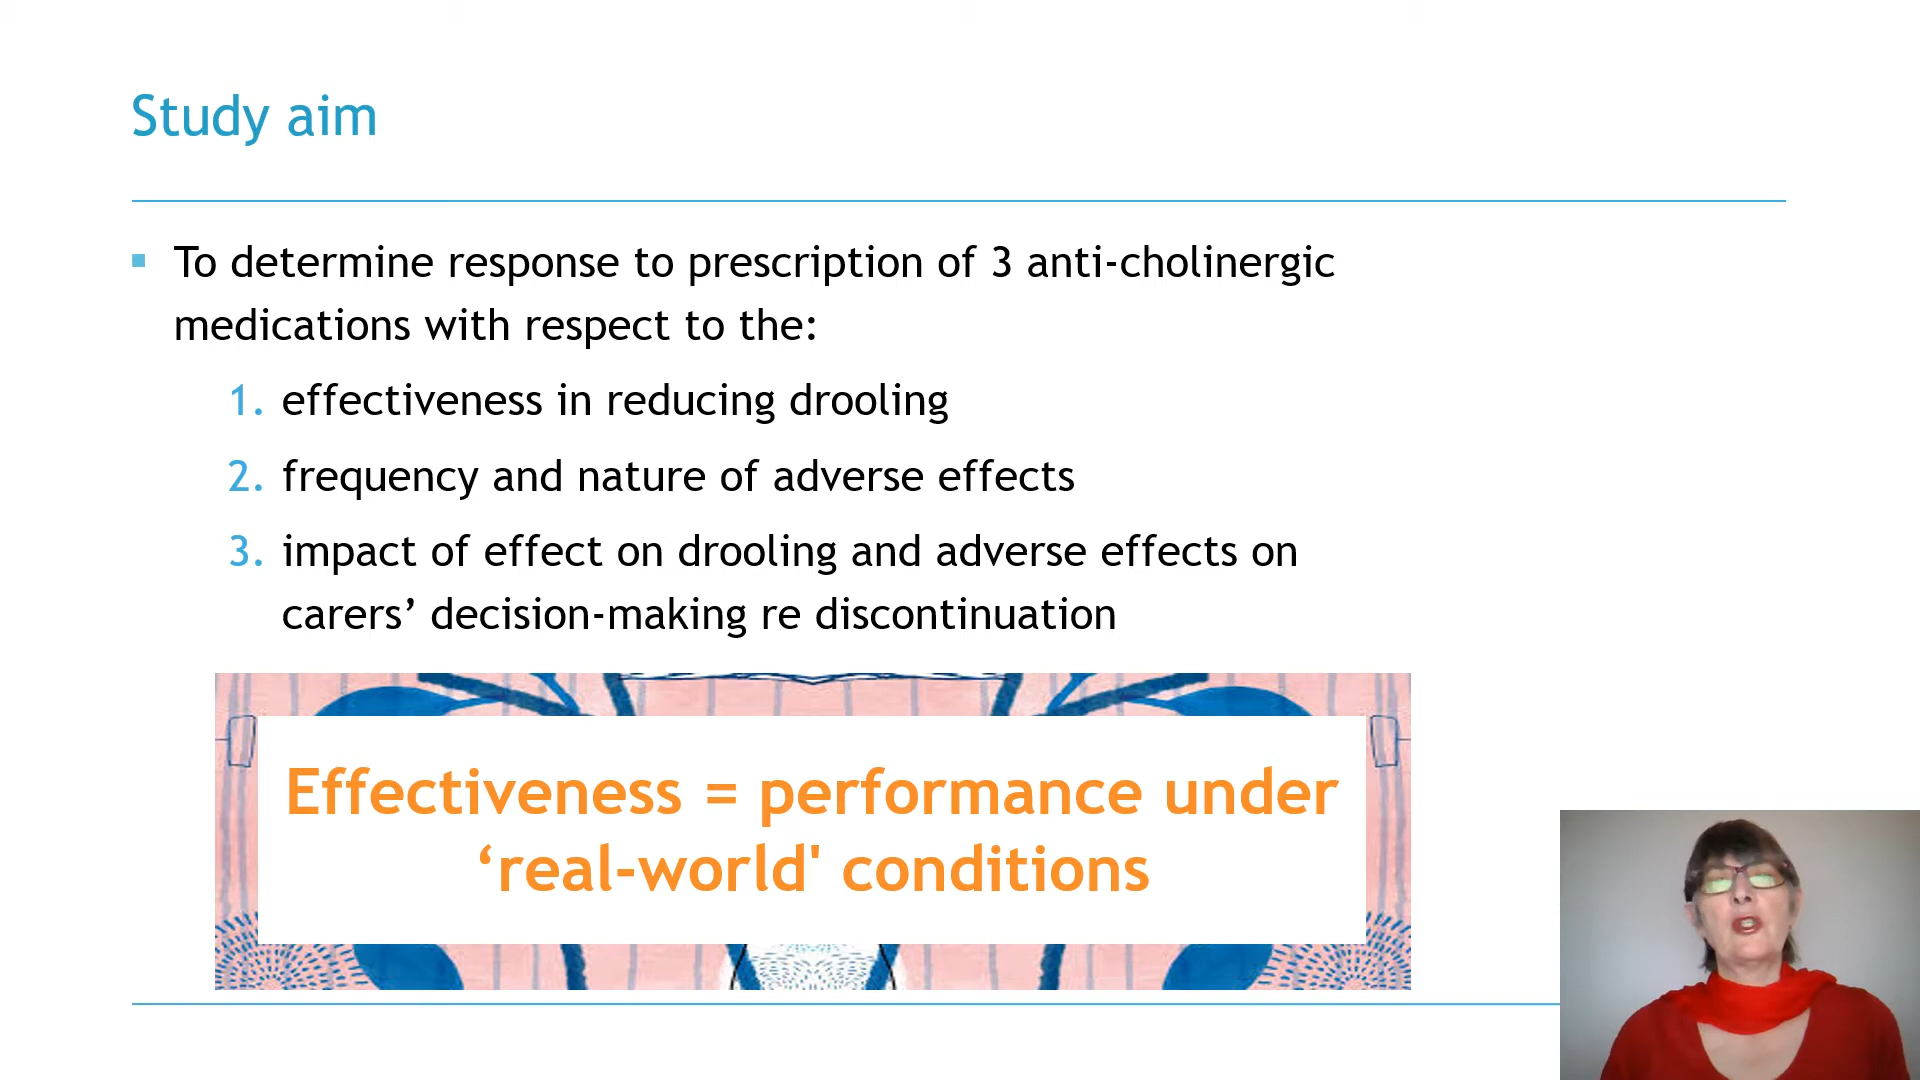 Study aim
To determine response to prescription of 3 anti-cholinergic
medications with respect to the:
1. effectiveness in reducing drooling
2. frequency and nature of adverse effects
3. impact of effect on drooling and adverse effects on
carers’ decision-making re discontinuation
Effectiveness = performance under
‘real-world' conditions